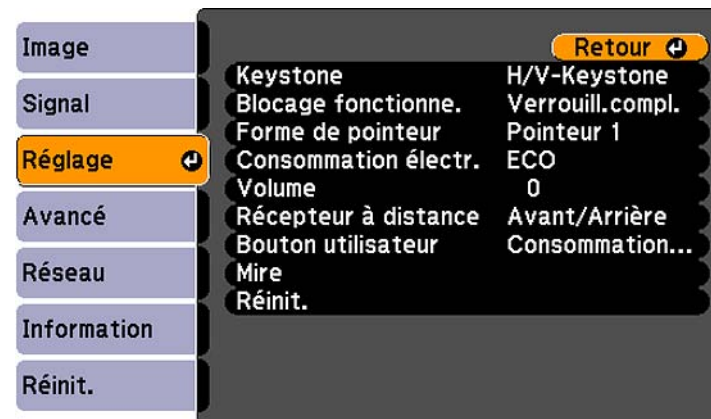 Image
Signal
Réglage
Avancé
Réseau
Information
Réinit.
Retour
Keystone H/V-Keystone
Blocage fonctionne. Verrouill.compl.
Forme de pointeur Pointeur 1
Consommation électr. ECO
Volume 0
Récepteur à distance Avant/Arrière
Bouton utilisateur Consommation...
Mire
Réinit.